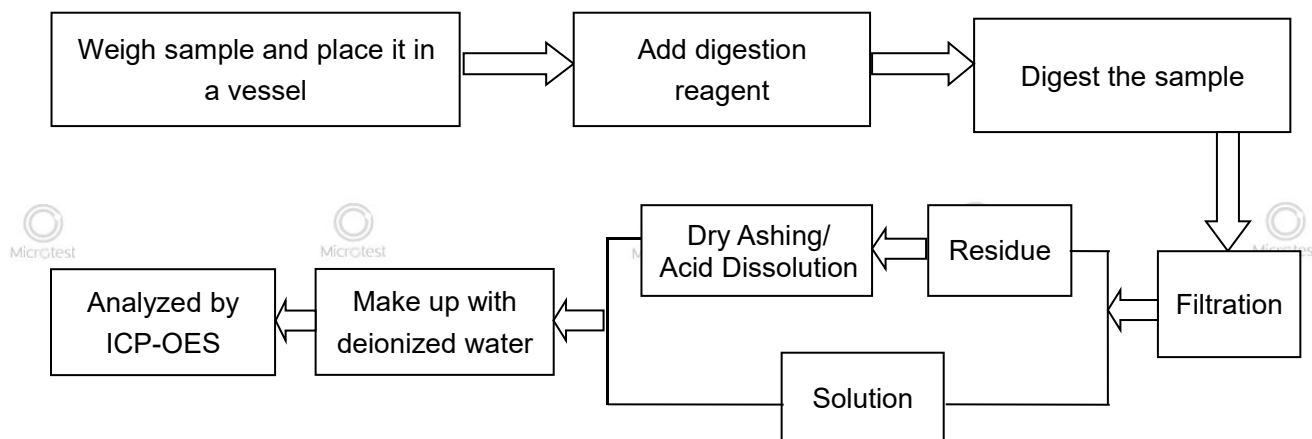 Weigh sample and place it in
a vessel
Add digestion
reagent
Digest the sample
Microtest
Microtest
Dry Ashing/
Acid Dissolution
Residue
Filtration
Analyzed by
ICP-OES
Make up with
deionized water
Solution